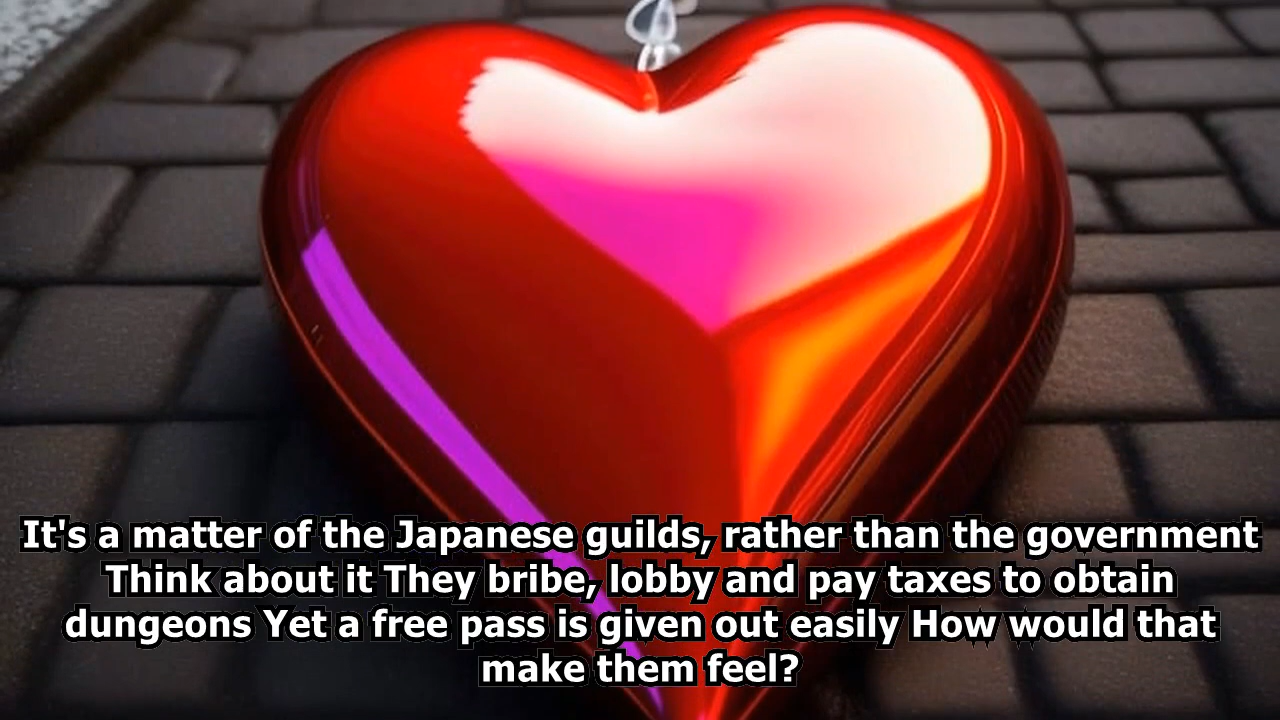 It's a matter of the Japanese guilds, rather than the government
Think about it They bribe, lobby and pay taxes to obtain
dungeons Yet a free pass is given out easily How would that
make them feel?